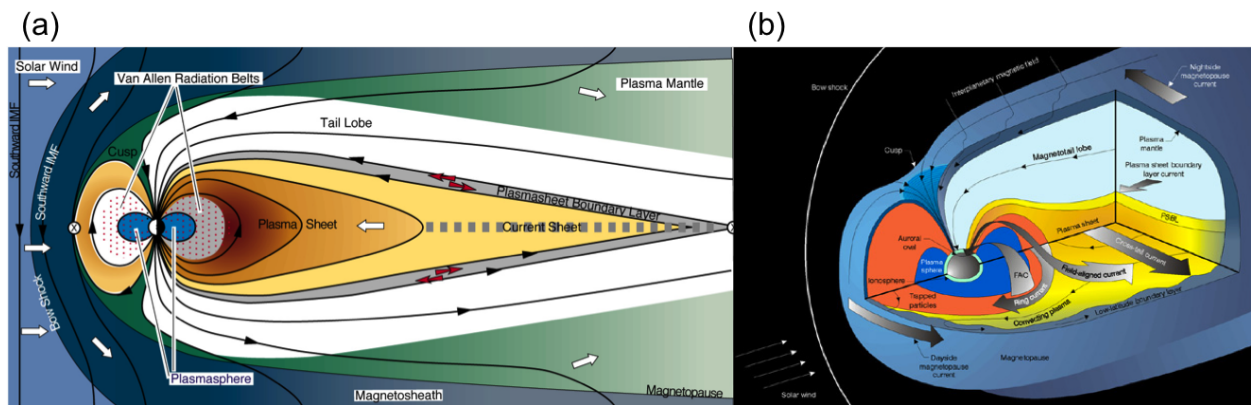 (a)
Solar Wind
Van Allen Radiation Belts
Plasma Mantle
Southward IMF
Southward IMF
Tail Lobe
Cusp
Plasmasheet Boundary Layer
Plasma Sheet
Current Sheet
Bow Shock
Plasmasphere
Magnetosheath
Magnetopause
(b)
Bow shock
Interplanetary magnetic field
Nightside
magnetopause
current
Cusp
Plasma
mantle
Magnetotail lobe
Plasma sheet boundary
layer current
PSBL
Plasma sheet
Auroral
oval
Cross-tail current
Plasma
sphere
Field-aligned current
Ionosphere
FAC
Ring current
Trapped
particles
Convecting plasma
Low-latitude boundary layer
Dayside
magnetopause
current
Magnetopause
Solar wind